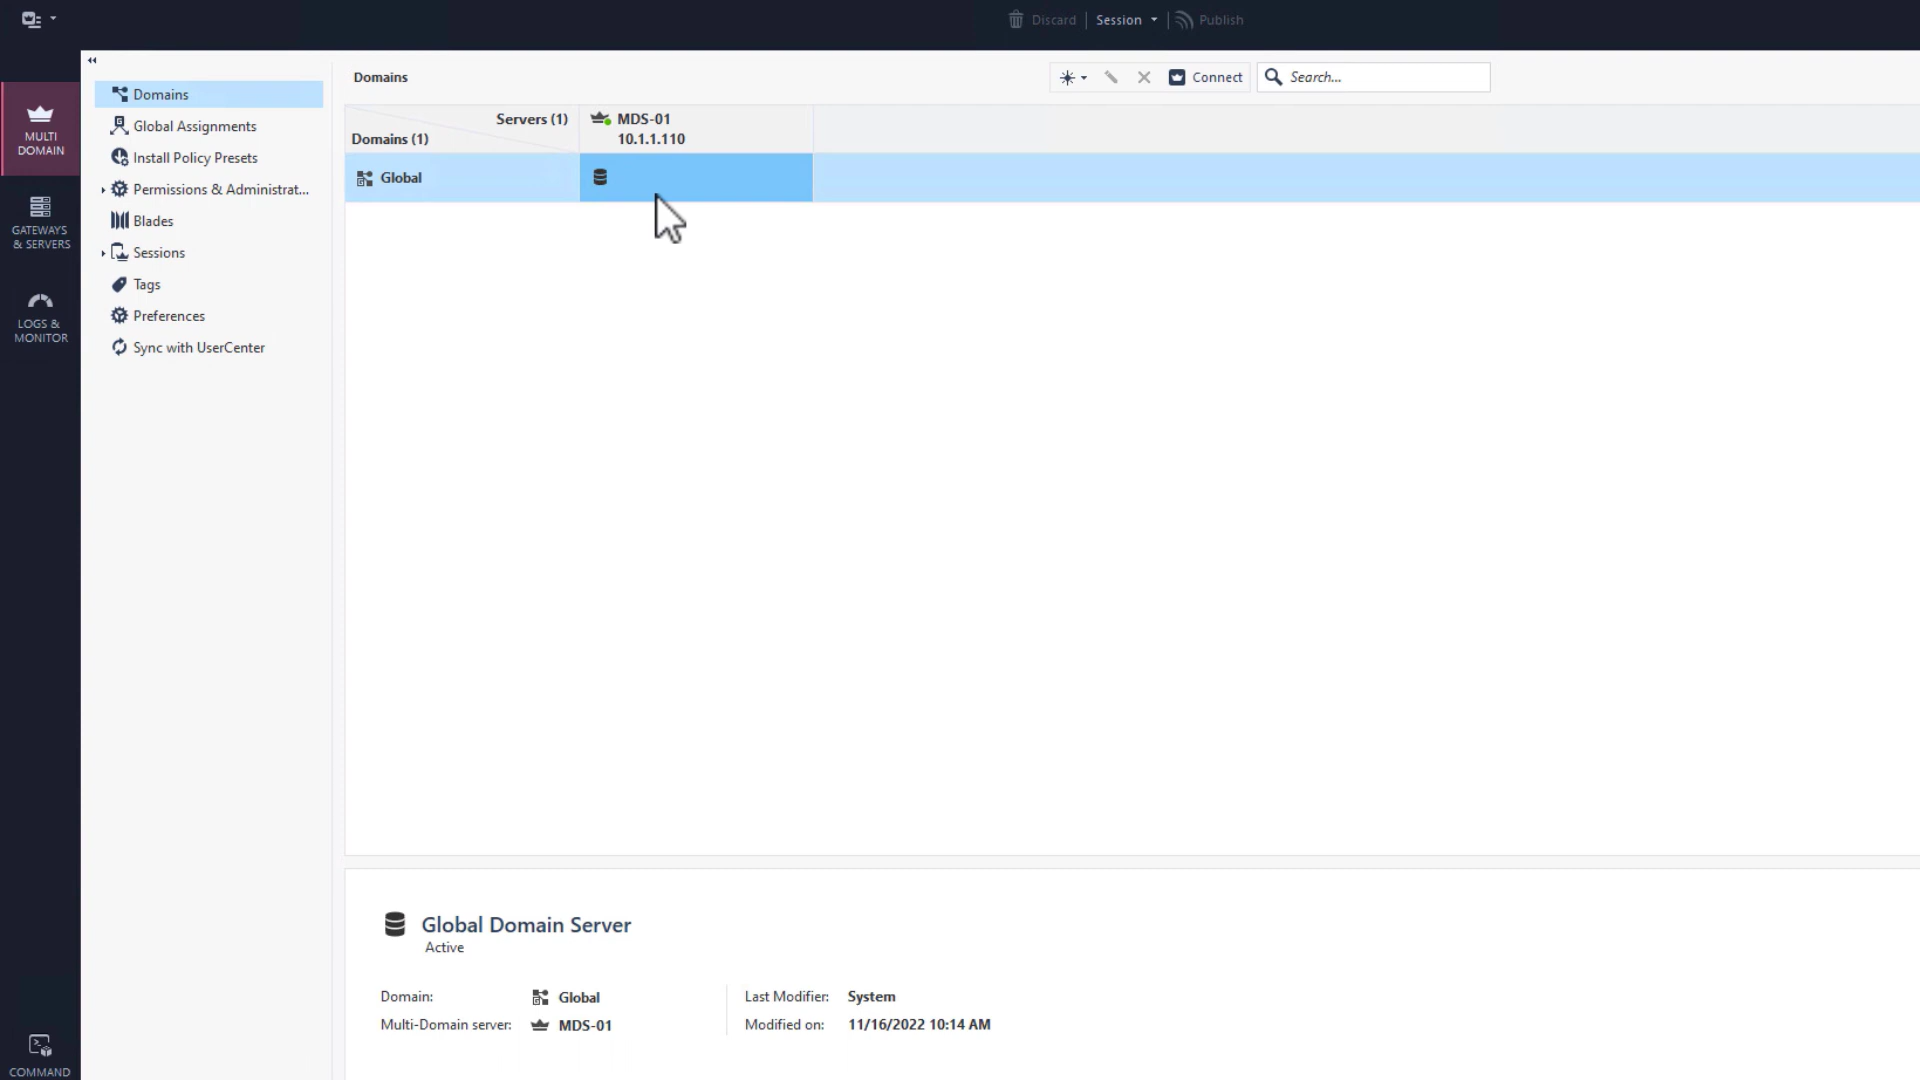 Discard
Session
Publish
MULTI
DOMAIN
GATEWAYS
& SERVERS
LOGS &
MONITOR
COMMAND
Domains
Global Assignments
Install Policy Presets
Permissions & Administrat...
Blades
Sessions
Tags
Preferences
Sync with UserCenter
Domains
Connect
Search...
Servers (1)
Domains (1)
MDS-01
10.1.1.110
Global
Global Domain Server
Active
Domain: Global
Multi-Domain server: MDS-01
Last Modifier: System
Modified on: 11/16/2022 10:14 AM